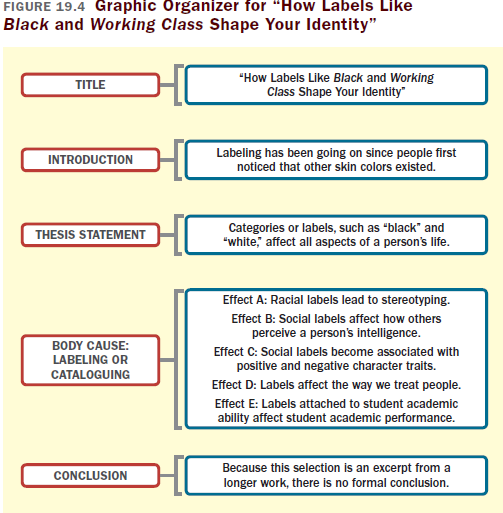 FIGURE 19.4 Graphic Organizer for “How Labels Like
Black and Working Class Shape Your Identity”
TITLE
“How Labels Like Black and Working
Class Shape Your Identity”
INTRODUCTION
Labeling has been going on since people first
noticed that other skin colors existed.
THESIS STATEMENT
Categories or labels, such as “black” and
“white,” affect all aspects of a person’s life.
BODY CAUSE:
LABELING OR
CATALOGUING
Effect A: Racial labels lead to stereotyping.
Effect B: Social labels affect how others
perceive a person’s intelligence.
Effect C: Social labels become associated with
positive and negative character traits.
Effect D: Labels affect the way we treat people.
Effect E: Labels attached to student academic
ability affect student academic performance.
CONCLUSION
Because this selection is an excerpt from a
longer work, there is no formal conclusion.